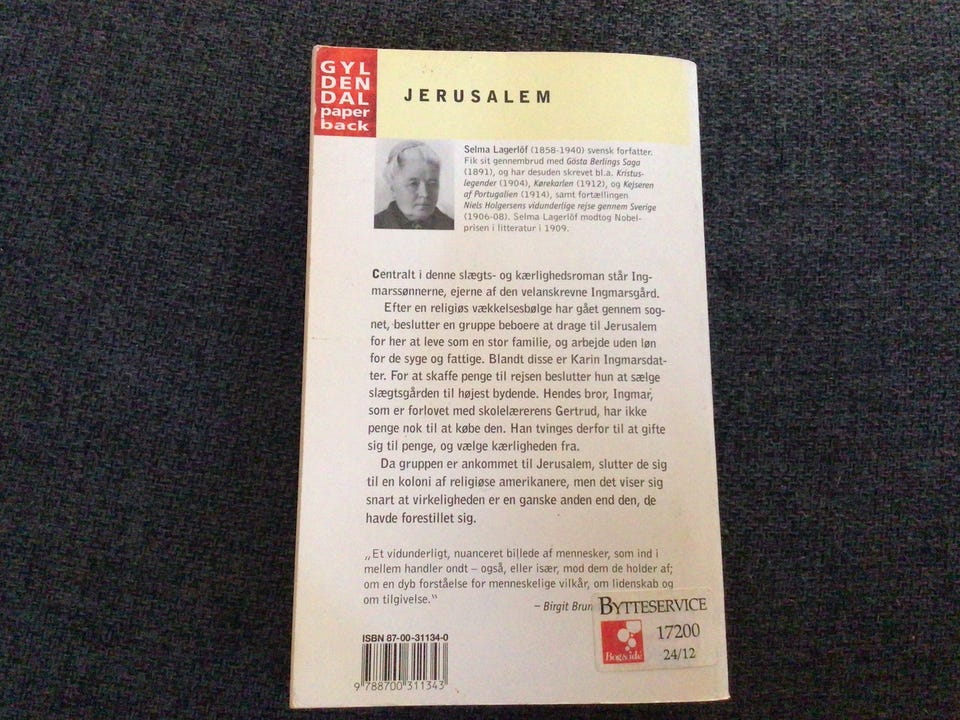 GYL
DEN
DAL
paper
back
JERUSALEM
Selma Lagerlöf (1858-1940) svensk forfatter.
Fik sit gennembrud med Gösta Berlings Saga
(1891), og har desuden skrevet bl.a. Kristus-
legender (1904), Kørekarlen (1912), og Kejseren
af Portugalien (1914), samt fortællingen
Niels Holgersens vidunderlige rejse gennem Sverige
(1906-08). Selma Lagerlöf modtog Nobel-
prisen i litteratur i 1909.
Centralt i denne slægts- og kærlighedsroman står Ing-
marssønnerne, ejerne af den velanskrevne Ingmarsgård.
Efter en religiøs vækkelsesbølge har gået gennem sog-
net, beslutter en gruppe beboere at drage til Jerusalem
for her at leve som en stor familie, og arbejde uden løn
for de syge og fattige. Blandt disse er Karin Ingmarsdat-
ter. For at skaffe penge til rejsen beslutter hun at sælge
slægtsgården til højest bydende. Hendes bror, Ingmar,
som er forlovet med skolelærerens Gertrud, har ikke
penge nok til at købe den. Han tvinges derfor til at gifte
sig til penge, og vælge kærligheden fra.
Da gruppen er ankommet til Jerusalem, slutter de sig
til en koloni af religiøse amerikanere, men det viser sig
snart at virkeligheden er en ganske anden end den, de
havde forestillet sig.
„Et vidunderligt, nuanceret billede af mennesker, som ind i
mellem handler ondt – også, eller især, mod dem de holder af;
om en dyb forståelse for menneskelige vilkår, om lidenskab og
om tilgivelse.“
– Birgit Brun
BYTTESERVICE
17200
Bog&idé
24/12
ISBN 87-00-31134-0
9 788700 311343